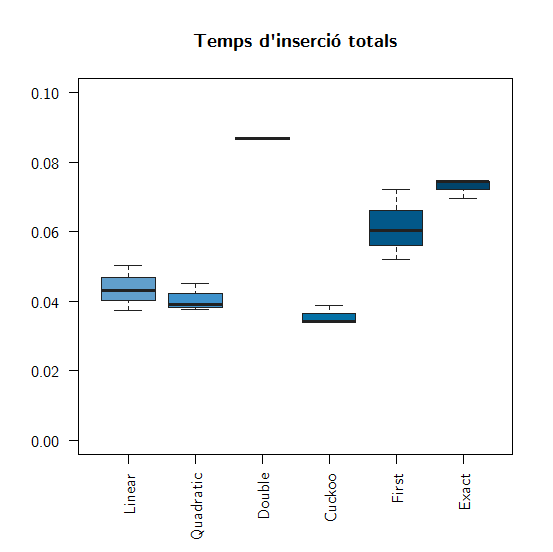 Temps d'inserció totals
0.10
0.08
0.06
0.04
0.02
0.00
Linear
Quadratic
Double
Cuckoo
First
Exact